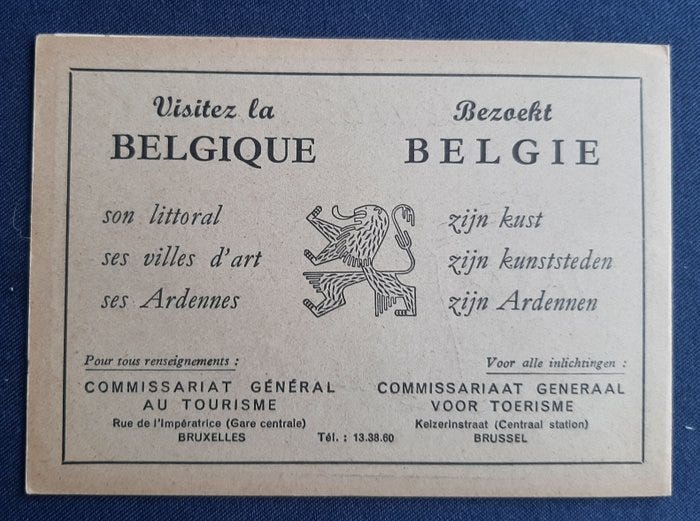 Visitez la
BELGIQUE
son littoral
ses villes d'art
ses Ardennes
Bezoekt
BELGIE
zijn kust
zijn kunststeden
zijn Ardennen
Pour tous renseignements :
COMMISSARIAT GÉNÉRAL
AU TOURISME
Rue de l'Impératrice (Gare centrale)
BRUXELLES
Tél. : 13.38.60
Voor alle inlichtingen :
COMMISSARIAAT GENERAAL
VOOR TOERISME
Keizerinstraat (Centraal station)
BRUSSEL